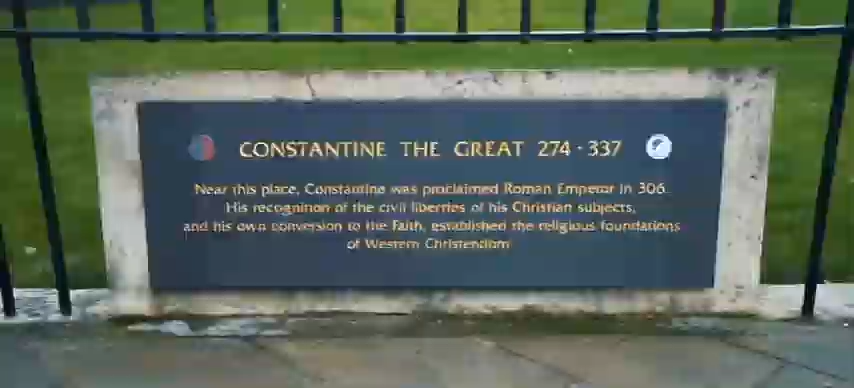 CONSTANTINE THE GREAT 274 - 337
Near this place, Constantine was proclaimed Roman Emperor in 306.
His recognition of the civil liberties of his Christian subjects,
and his own conversion to the Faith, established the religious foundations
of Western Christendom